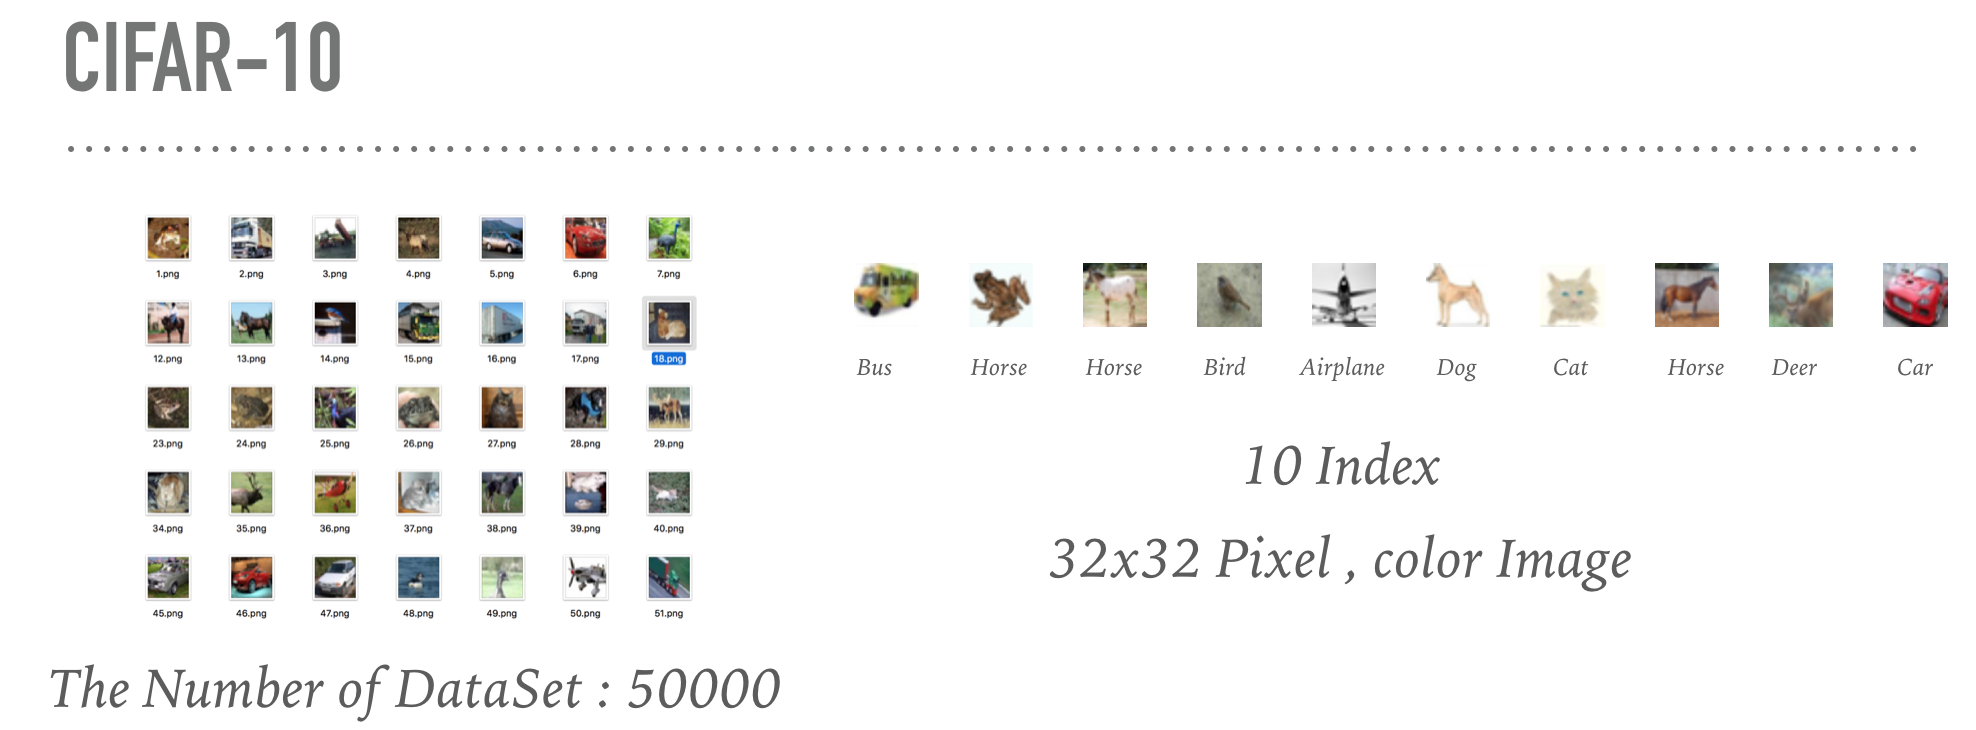 CIFAR-10
1.png 2.png 3.png 4.png 5.png 6.png 7.png
12.png 13.png 14.png 15.png 16.png 17.png 18.png
23.png 24.png 25.png 26.png 27.png 28.png 29.png
34.png 35.png 36.png 37.png 38.png 39.png 40.png
45.png 46.png 47.png 48.png 49.png 50.png 51.png
The Number of DataSet : 50000
Bus Horse Horse Bird Airplane Dog Cat Horse Deer Car
10 Index
32x32 Pixel , color Image